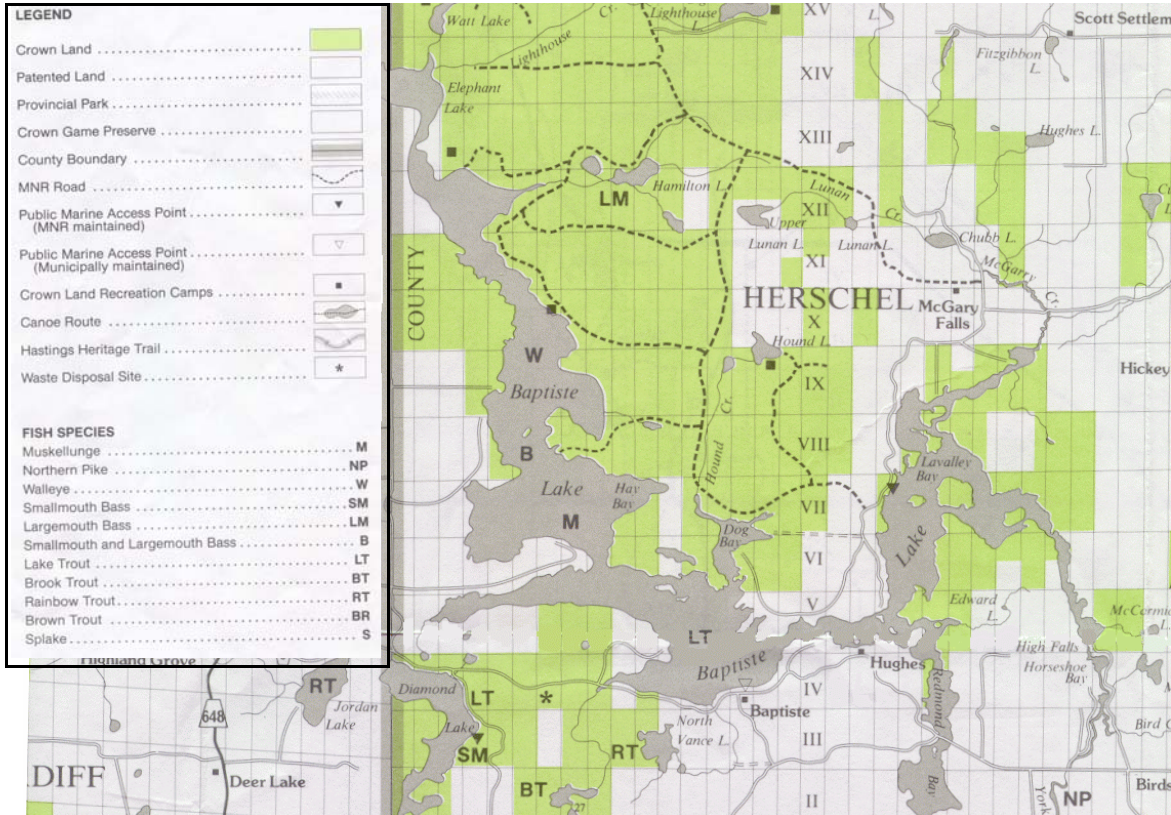 LEGEND
Crown Land
Patented Land
Provincial Park
Crown Game Preserve
County Boundary
MNR Road
Public Marine Access Point
(MNR maintained)
Public Marine Access Point
(Municipally maintained)
Crown Land Recreation Camps
Canoe Route
Hastings Heritage Trail
Waste Disposal Site
*
FISH SPECIES
Muskellunge M
Northern Pike NP
Walleye W
Smallmouth Bass SM
Largemouth Bass LM
Smallmouth and Largemouth Bass B
Lake Trout LT
Brook Trout BT
Rainbow Trout RT
Brown Trout BR
Splake S
Watt Lake
Cr.
Lighthouse
L.
XV
L.
Scott Settlem
Lighthouse
Fitzgibbon
L.
Elephant
Lake
XIV
XIII
Hughes L.
Hamilton L.
LM
Lunan
Cr.
XII
Upper
Lunan L.
Lunan L.
Chubb L.
COUNTY
XI
McGarry
Cr.
HERSCHEL
McGary
Falls
X
Hound L.
W
Hickey
IX
Baptiste
Cr.
Hound
VIII
B
Lavalley
Bay
Lake
Hay
Bay
M
VII
Dog
Bay
VI
Lake
V
Edward
L.
McCormic
L.
LT
High Falls
Horseshoe
Bay
Hughes
Baptiste
Redmond
Bay
Highland Grove
RT
Jordan
Lake
648
Diamond
Lake
LT
*
IV
Baptiste
North
Vance L.
III
Bird
SM
RT
DIFF
Deer Lake
BT
27
II
York
NP
Birds